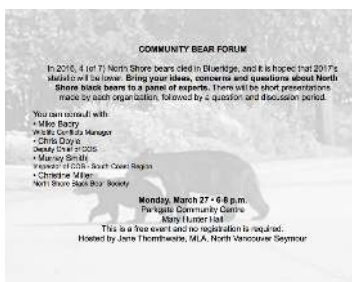 COMMUNITY BEAR FORUM
In 2016, 4 (of 7) North Shore bears died in Blueridge, and it is hoped that 2017's
statistic will be lower. Bring your ideas, concerns and questions about North
Shore black bears to a panel of experts. There will be short presentations
made by each organization, followed by a question and discussion period.
You can consult with:
• Mike Badry
Wildlife Conflicts Manager
• Chris Doyle
Deputy Chief of COS
• Murray Smith
Inspector of COS - South Coast Region
• Christine Miller
North Shore Black Bear Society
Monday, March 27 • 6-8 p.m.
Parkgate Community Centre
Mary Hunter Hall
This is a free event and no registration is required.
Hosted by Jane Thornthwaite, MLA, North Vancouver Seymour